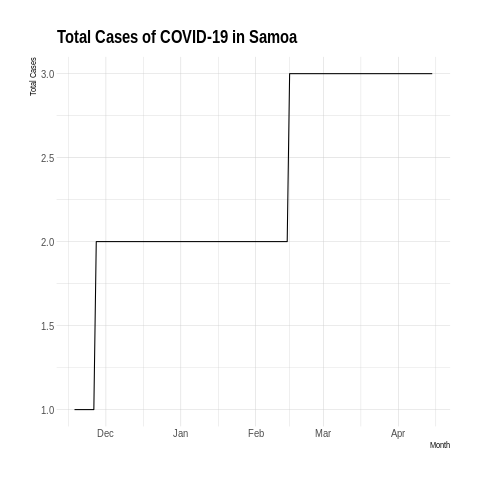 Total Cases of COVID-19 in Samoa
Total Cases
3.0
2.5
2.0
1.5
1.0
Dec Jan Feb Mar Apr
Month